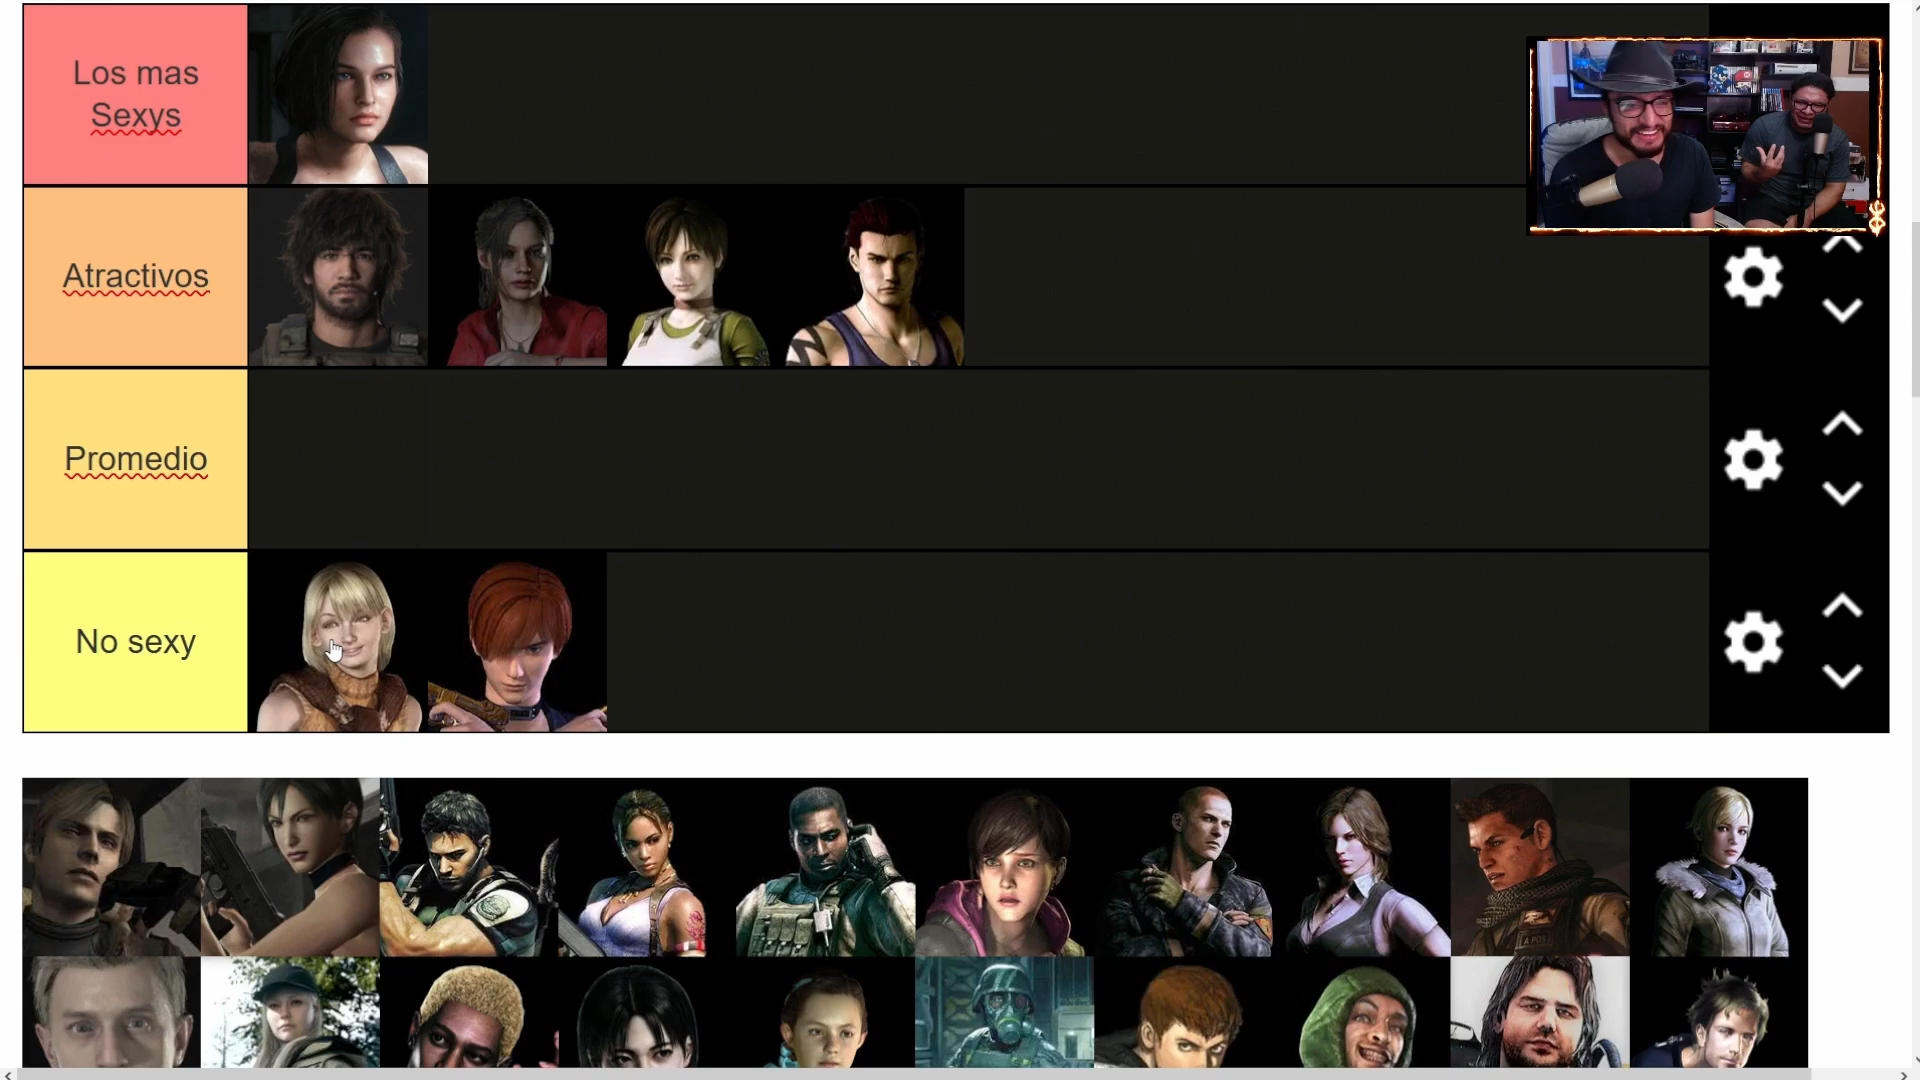 Los mas
Sexys
Atractivos
Promedio
No sexy